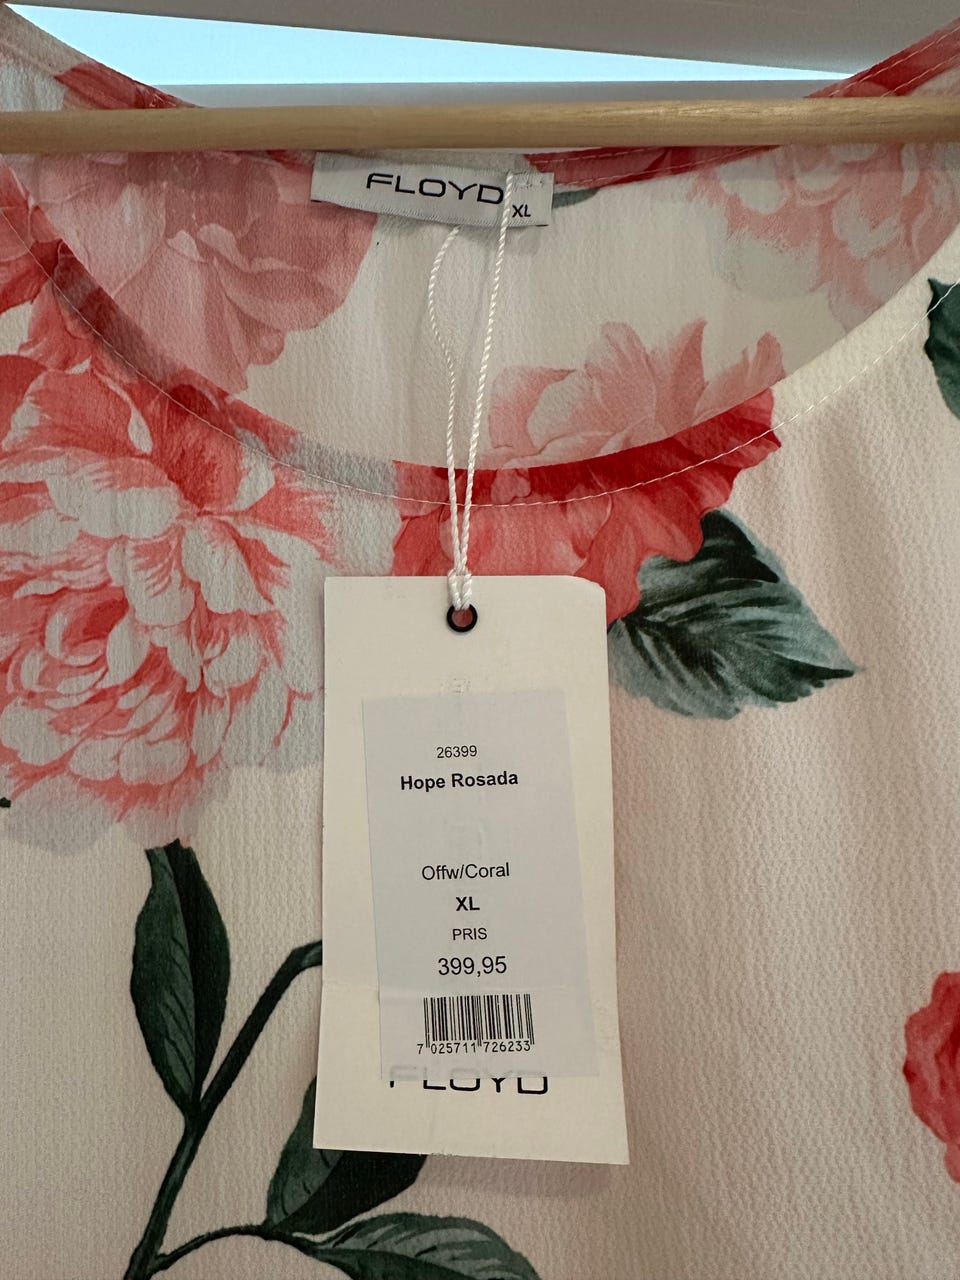 FLOYD
XL
26399
Hope Rosada
Offw/Coral
XL
PRIS
399,95
7 025711 726233
FLOYD